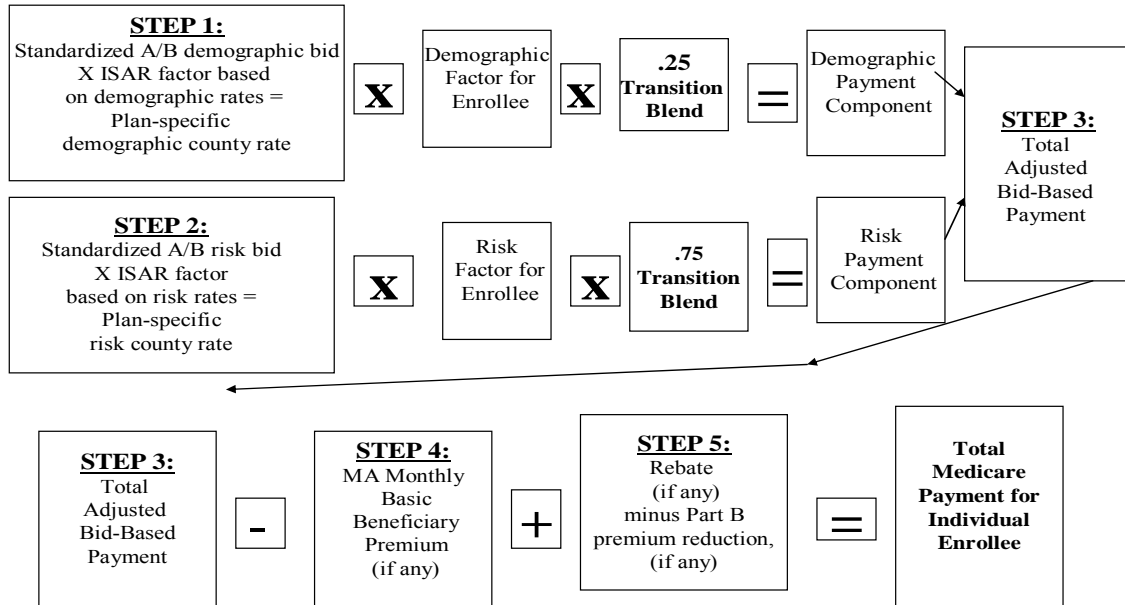 STEP 1:
Standardized A/B demographic bid
X ISAR factor based
on demographic rates =
Plan-specific
demographic county rate
x
Demographic
Factor for
Enrollee
x
.25
Transition
Blend
=
Demographic
Payment
Component
STEP 3:
Total
Adjusted
Bid-Based
Payment
STEP 2:
Standardized A/B risk bid
X ISAR factor
based on risk rates =
Plan-specific
risk county rate
x
Risk
Factor for
Enrollee
x
.75
Transition
Blend
=
Risk
Payment
Component
STEP 3:
Total
Adjusted
Bid-Based
Payment
-
STEP 4:
MA Monthly
Basic
Beneficiary
Premium
(if any)
+
STEP 5:
Rebate
(if any)
minus Part B
premium reduction,
(if any)
=
Total
Medicare
Payment for
Individual
Enrollee